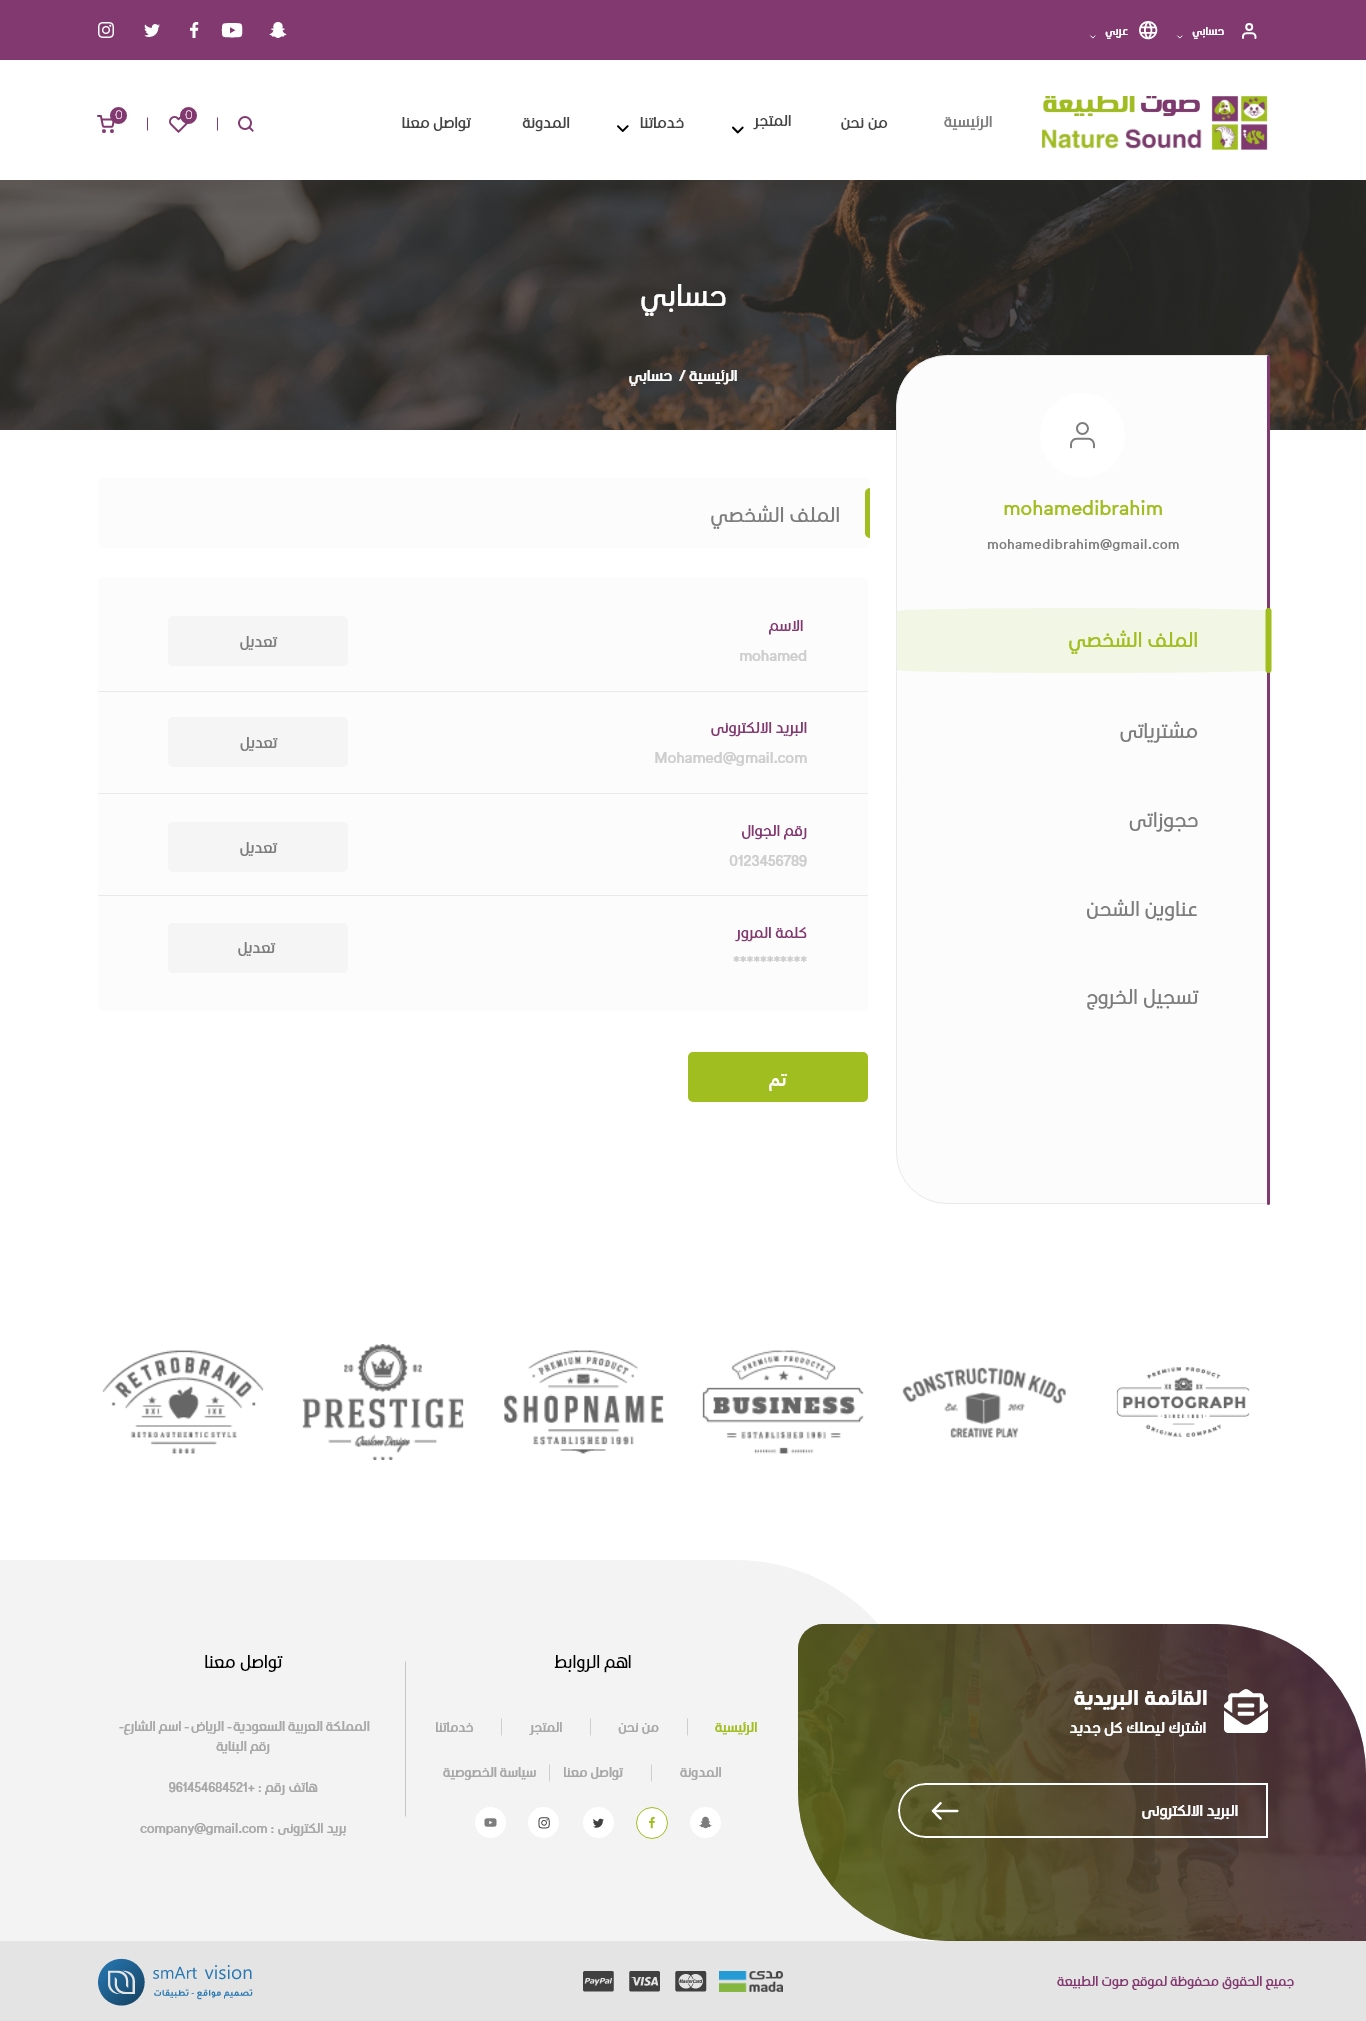 حسابي
عربي
صوت الطبيعة
Nature Sound
الرئيسية
من نحن
المتجر
خدماتنا
المدونة
تواصل معنا
0
0
حسابي
الرئيسية / حسابي
mohamedibrahim
mohamedibrahim@gmail.com
الملف الشخصي
مشترياتى
حجوزاتى
عناوين الشحن
تسجيل الخروج
الملف الشخصي
الاسم
mohamed
تعديل
البريد الالكترونى
Mohamed@gmail.com
تعديل
رقم الجوال
0123456789
تعديل
كلمة المرور
***********
تعديل
تم
RETROBRAND
RETRO AUTHENTIC STYLE
20 02
PRESTIGE
Custom Design
PREMIUM PRODUCT
SHOPNAME
ESTABLISHED 1991
PREMIUM PRODUCTS
BUSINESS
ESTABLISHED 1991
CONSTRUCTION KIDS
Est. 2013
CREATIVE PLAY
PREMIUM PRODUCT
PHOTOGRAPH
SINCE 1991
ORIGINAL COMPANY
القائمة البريدية
اشترك ليصلك كل جديد
البريد الالكترونى
اهم الروابط
الرئيسية
من نحن
المتجر
خدماتنا
المدونة
تواصل معنا
سياسة الخصوصية
تواصل معنا
المملكة العربية السعودية - الرياض - اسم الشارع-
رقم البناية
هاتف رقم : +961454684521
بريد الكترونى : company@gmail.com
جميع الحقوق محفوظة لموقع صوت الطبيعة
PayPal
VISA
MasterCard
مدى
mada
smArt vision
تصميم مواقع - تطبيقات